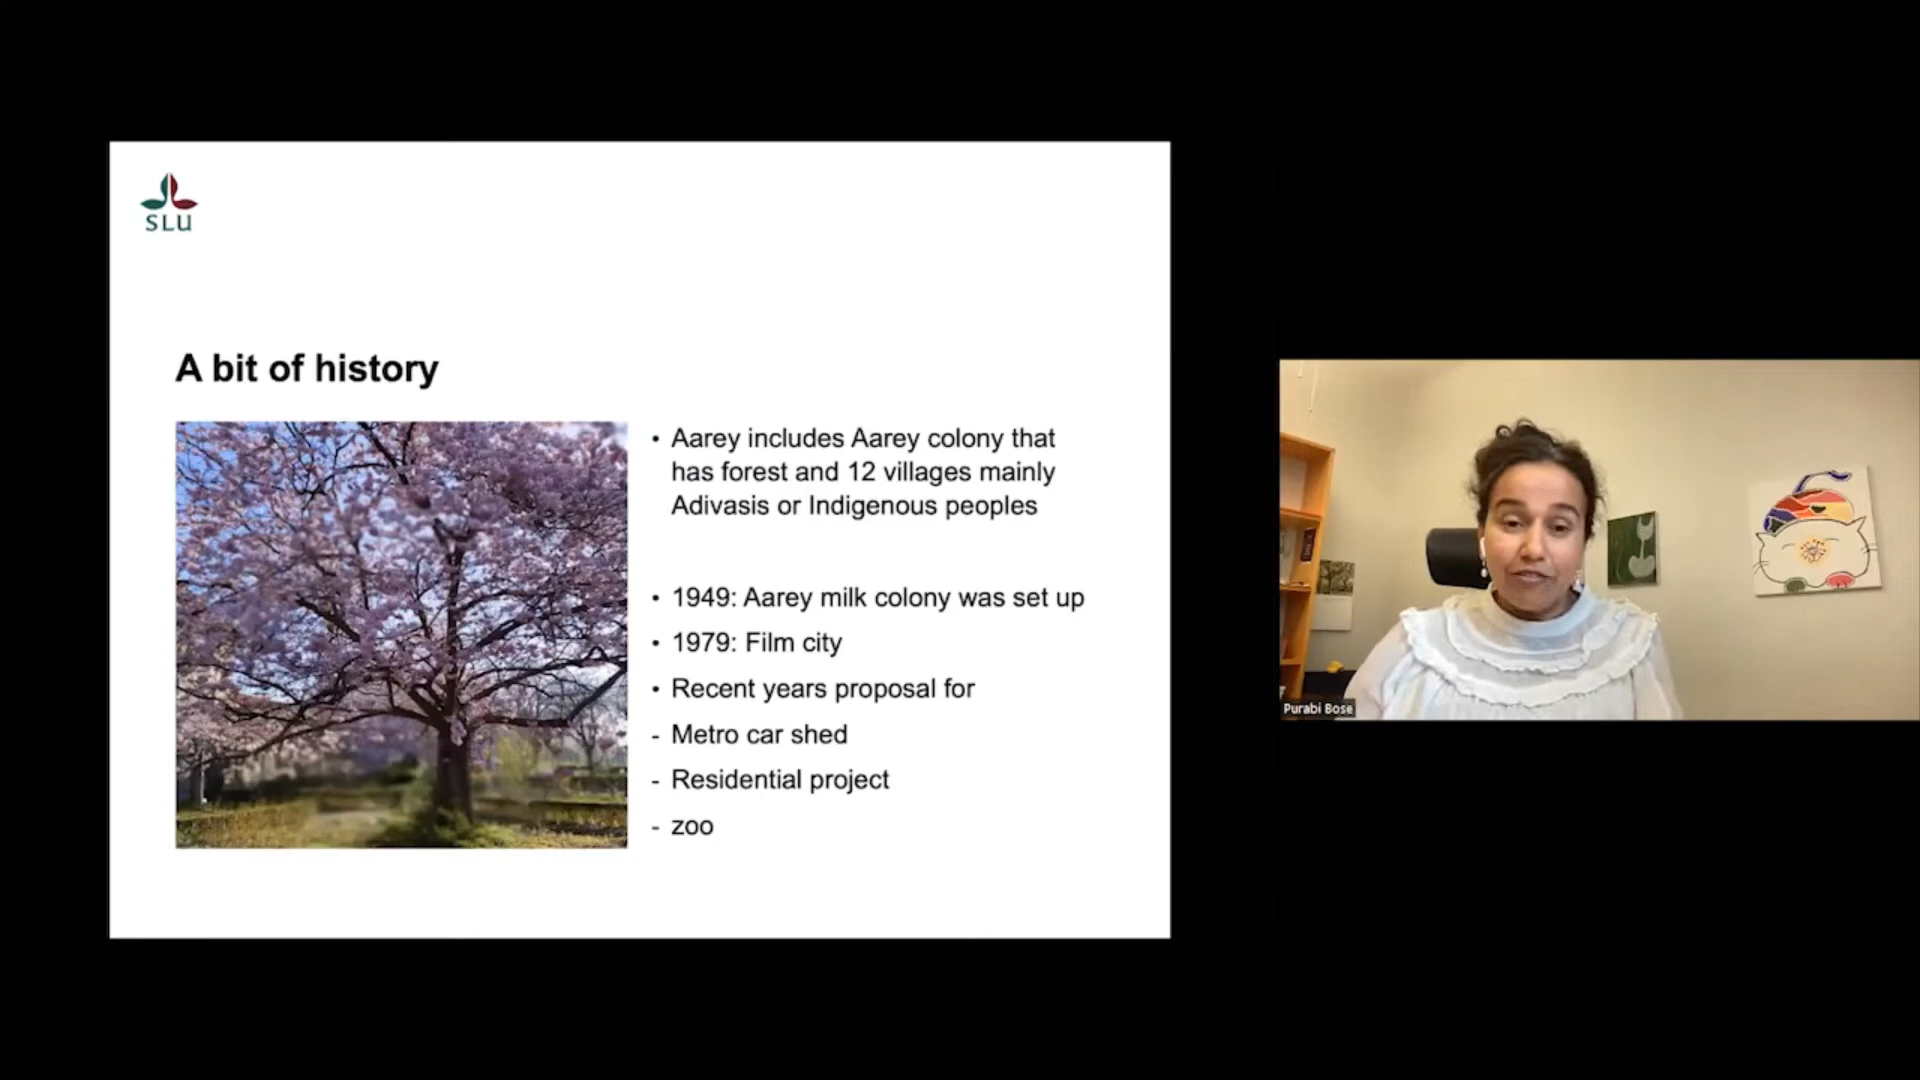 SLU
A bit of history
• Aarey includes Aarey colony that
has forest and 12 villages mainly
Adivasis or Indigenous peoples
• 1949: Aarey milk colony was set up
• 1979: Film city
• Recent years proposal for
- Metro car shed
- Residential project
- zoo
Purabi Bose